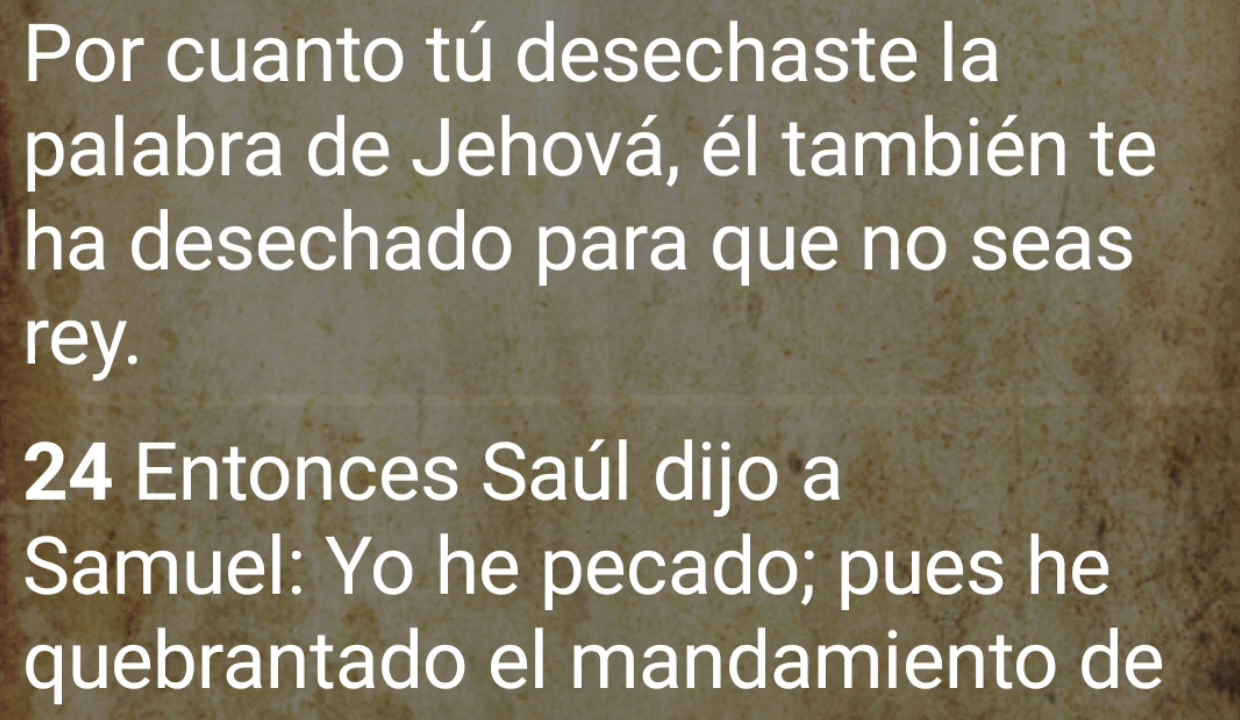 Por cuanto tú desechaste la
palabra de Jehová, él también te
ha desechado para que no seas
rey.
24 Entonces Saúl dijo a
Samuel: Yo he pecado; pues he
quebrantado el mandamiento de